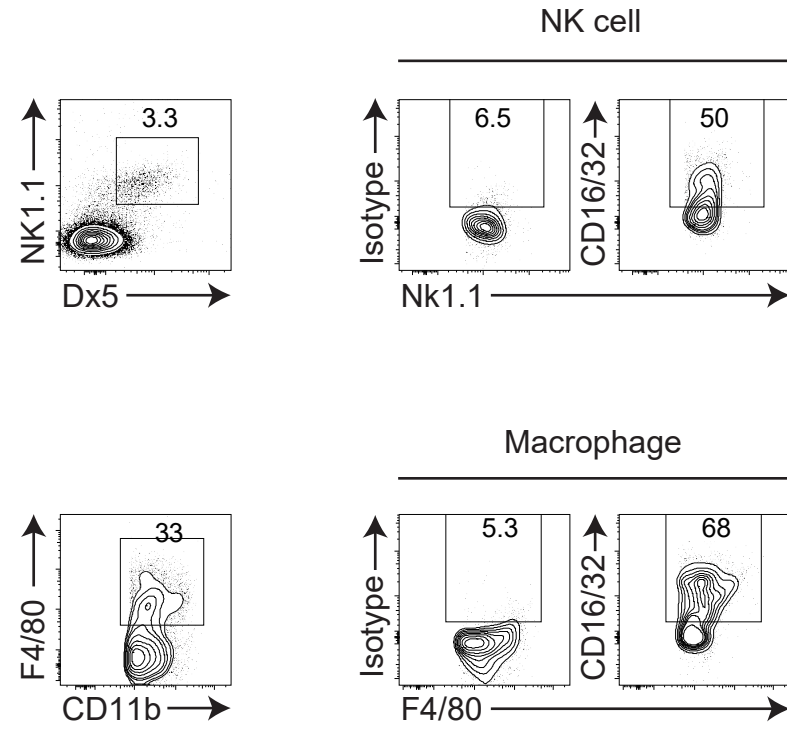 NK cell
3.3
6.5
50
NK1.1
Isotype
CD16/32
Dx5
Nk1.1
Macrophage
33
5.3
68
F4/80
Isotype
CD16/32
CD11b
F4/80